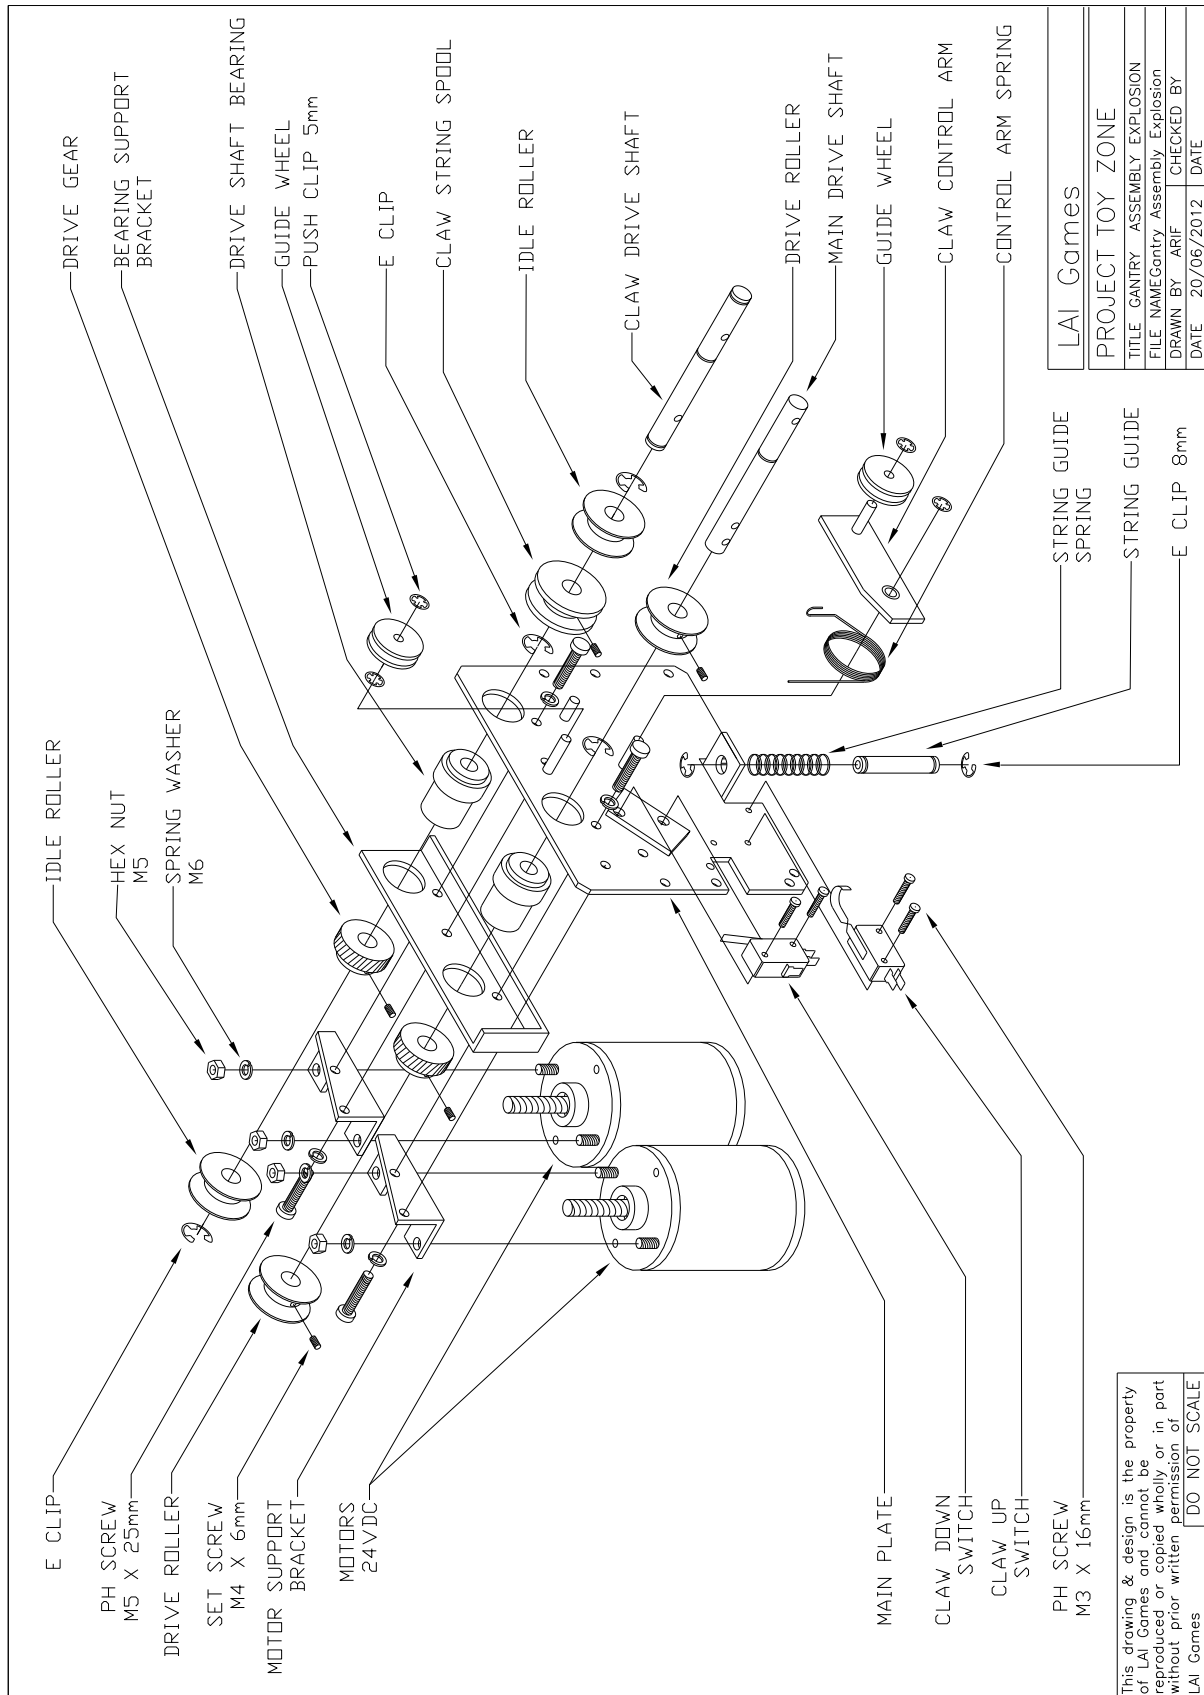 E CLIP
PH SCREW
M5 X 25mm
DRIVE ROLLER
SET SCREW
M4 X 6mm
MOTOR SUPPORT
BRACKET
MOTORS
24VDC
MAIN PLATE
CLAW DOWN
SWITCH
CLAW UP
SWITCH
PH SCREW
M3 X 16mm
IDLE ROLLER
HEX NUT
M5
SPRING WASHER
M6
DRIVE GEAR
BEARING SUPPORT
BRACKET
DRIVE SHAFT BEARING
GUIDE WHEEL
PUSH CLIP 5mm
E CLIP
CLAW STRING SPOOL
IDLE ROLLER
CLAW DRIVE SHAFT
DRIVE ROLLER
MAIN DRIVE SHAFT
GUIDE WHEEL
CLAW CONTROL ARM
CONTROL ARM SPRING
STRING GUIDE
SPRING
STRING GUIDE
E CLIP 8mm
This drawing & design is the property
of LAI Games and cannot be
reproduced or copied wholly or in part
without prior written permission of
LAI Games
DO NOT SCALE
LAI Games
PROJECT TOY ZONE
TITLE GANTRY ASSEMBLY EXPLOSION
FILE NAMEGantry Assembly Explosion
DRAWN BY ARIF CHECKED BY
DATE 20/06/2012 DATE